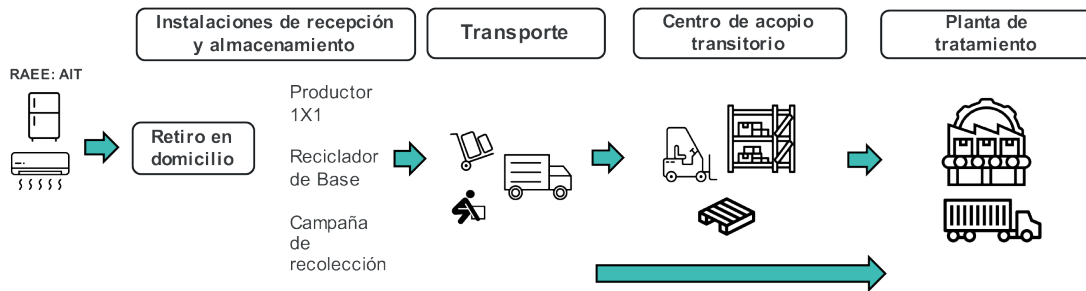 Instalaciones de recepción
y almacenamiento
Transporte
Centro de acopio
transitorio
Planta de
tratamiento
RAEE: AIT
Retiro en
domicilio
Productor
1X1
Reciclador
de Base
Campaña
de
recolección